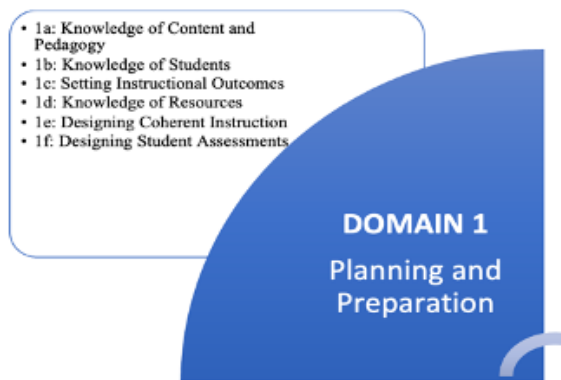 • 1a: Knowledge of Content and
Pedagogy
• 1b: Knowledge of Students
• 1c: Setting Instructional Outcomes
• 1d: Knowledge of Resources
• 1e: Designing Coherent Instruction
• 1f: Designing Student Assessments
DOMAIN 1
Planning and
Preparation